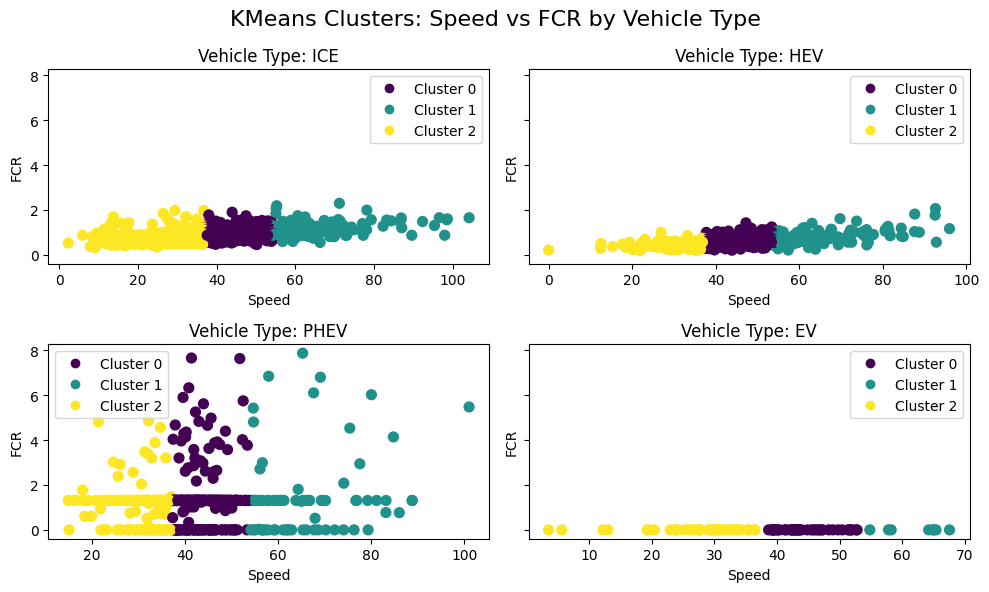 KMeans Clusters: Speed vs FCR by Vehicle Type
Vehicle Type: ICE
Cluster 0
Cluster 1
Cluster 2
FCR
8
6
4
2
0
0 20 40 60 80 100
Speed
Vehicle Type: HEV
Cluster 0
Cluster 1
Cluster 2
FCR
0 20 40 60 80 100
Speed
Vehicle Type: PHEV
Cluster 0
Cluster 1
Cluster 2
FCR
8
6
4
2
0
20 40 60 80 100
Speed
Vehicle Type: EV
Cluster 0
Cluster 1
Cluster 2
FCR
10 20 30 40 50 60 70
Speed